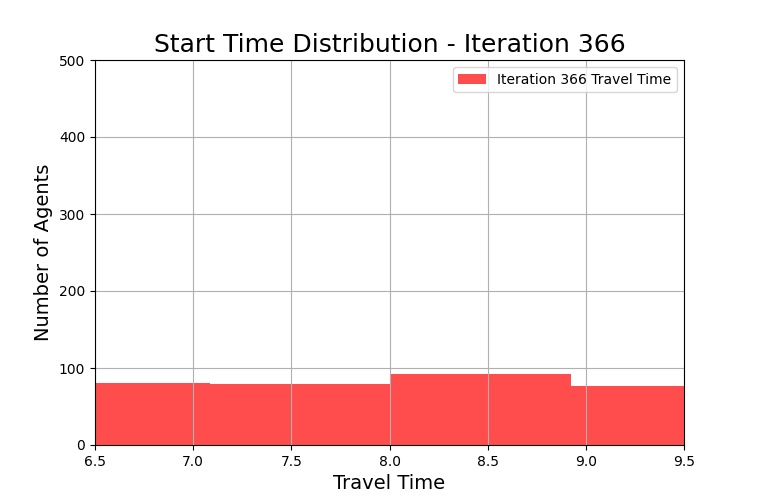 Start Time Distribution - Iteration 366
500
Iteration 366 Travel Time
400
300
200
100
0
Number of Agents
6.5 7.0 7.5 8.0 8.5 9.0 9.5
Travel Time